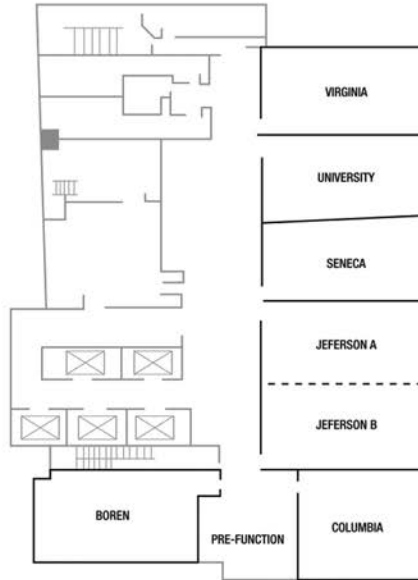 VIRGINIA
UNIVERSITY
SENECA
JEFERSON A
JEFERSON B
BOREN
PRE-FUNCTION
COLUMBIA